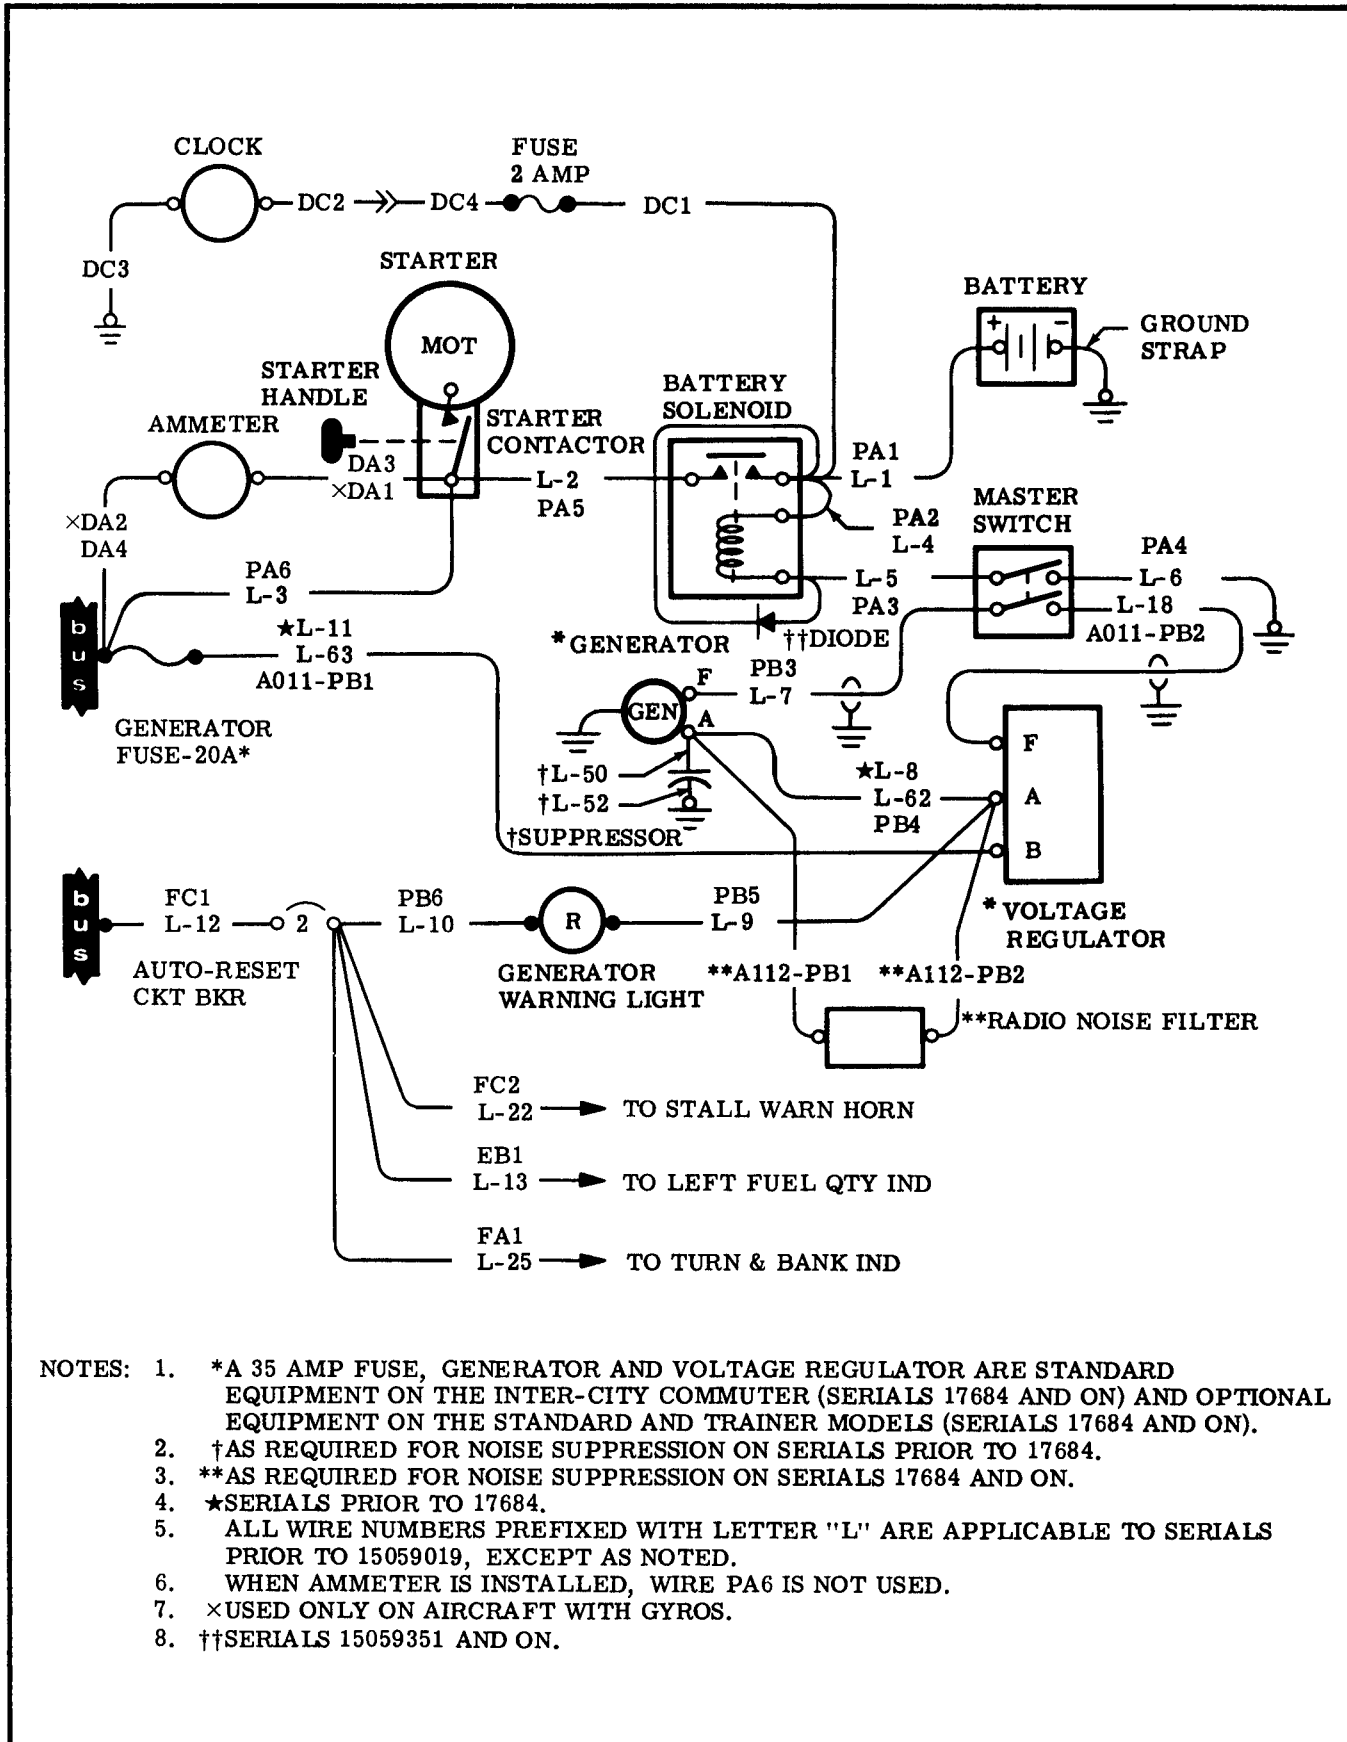 CLOCK
FUSE
2 AMP
DC2
DC4
DC1
DC3
STARTER
MOT
BATTERY
+ -
GROUND
STRAP
STARTER
HANDLE
BATTERY
SOLENOID
AMMETER
STARTER
CONTACTOR
DA3
×DA1
L-2
PA5
PA1
L-1
MASTER
SWITCH
×DA2
DA4
PA2
L-4
PA4
L-6
PA6
L-3
L-5
PA3
L-18
A011-PB2
bus
★L-11
L-63
A011-PB1
*GENERATOR
††DIODE
PB3
L-7
F
GEN
A
GENERATOR
FUSE-20A*
†L-50
†L-52
★L-8
L-62
PB4
F
A
B
†SUPPRESSOR
bus
FC1
L-12
2
PB6
L-10
R
PB5
L-9
*VOLTAGE
REGULATOR
AUTO-RESET
CKT BKR
GENERATOR
WARNING LIGHT
**A112-PB1
**A112-PB2
**RADIO NOISE FILTER
FC2
L-22
TO STALL WARN HORN
EB1
L-13
TO LEFT FUEL QTY IND
FA1
L-25
TO TURN & BANK IND
NOTES: 1. *A 35 AMP FUSE, GENERATOR AND VOLTAGE REGULATOR ARE STANDARD
EQUIPMENT ON THE INTER-CITY COMMUTER (SERIALS 17684 AND ON) AND OPTIONAL
EQUIPMENT ON THE STANDARD AND TRAINER MODELS (SERIALS 17684 AND ON).
2. †AS REQUIRED FOR NOISE SUPPRESSION ON SERIALS PRIOR TO 17684.
3. **AS REQUIRED FOR NOISE SUPPRESSION ON SERIALS 17684 AND ON.
4. ★SERIALS PRIOR TO 17684.
5. ALL WIRE NUMBERS PREFIXED WITH LETTER "L" ARE APPLICABLE TO SERIALS
PRIOR TO 15059019, EXCEPT AS NOTED.
6. WHEN AMMETER IS INSTALLED, WIRE PA6 IS NOT USED.
7. ×USED ONLY ON AIRCRAFT WITH GYROS.
8. ††SERIALS 15059351 AND ON.